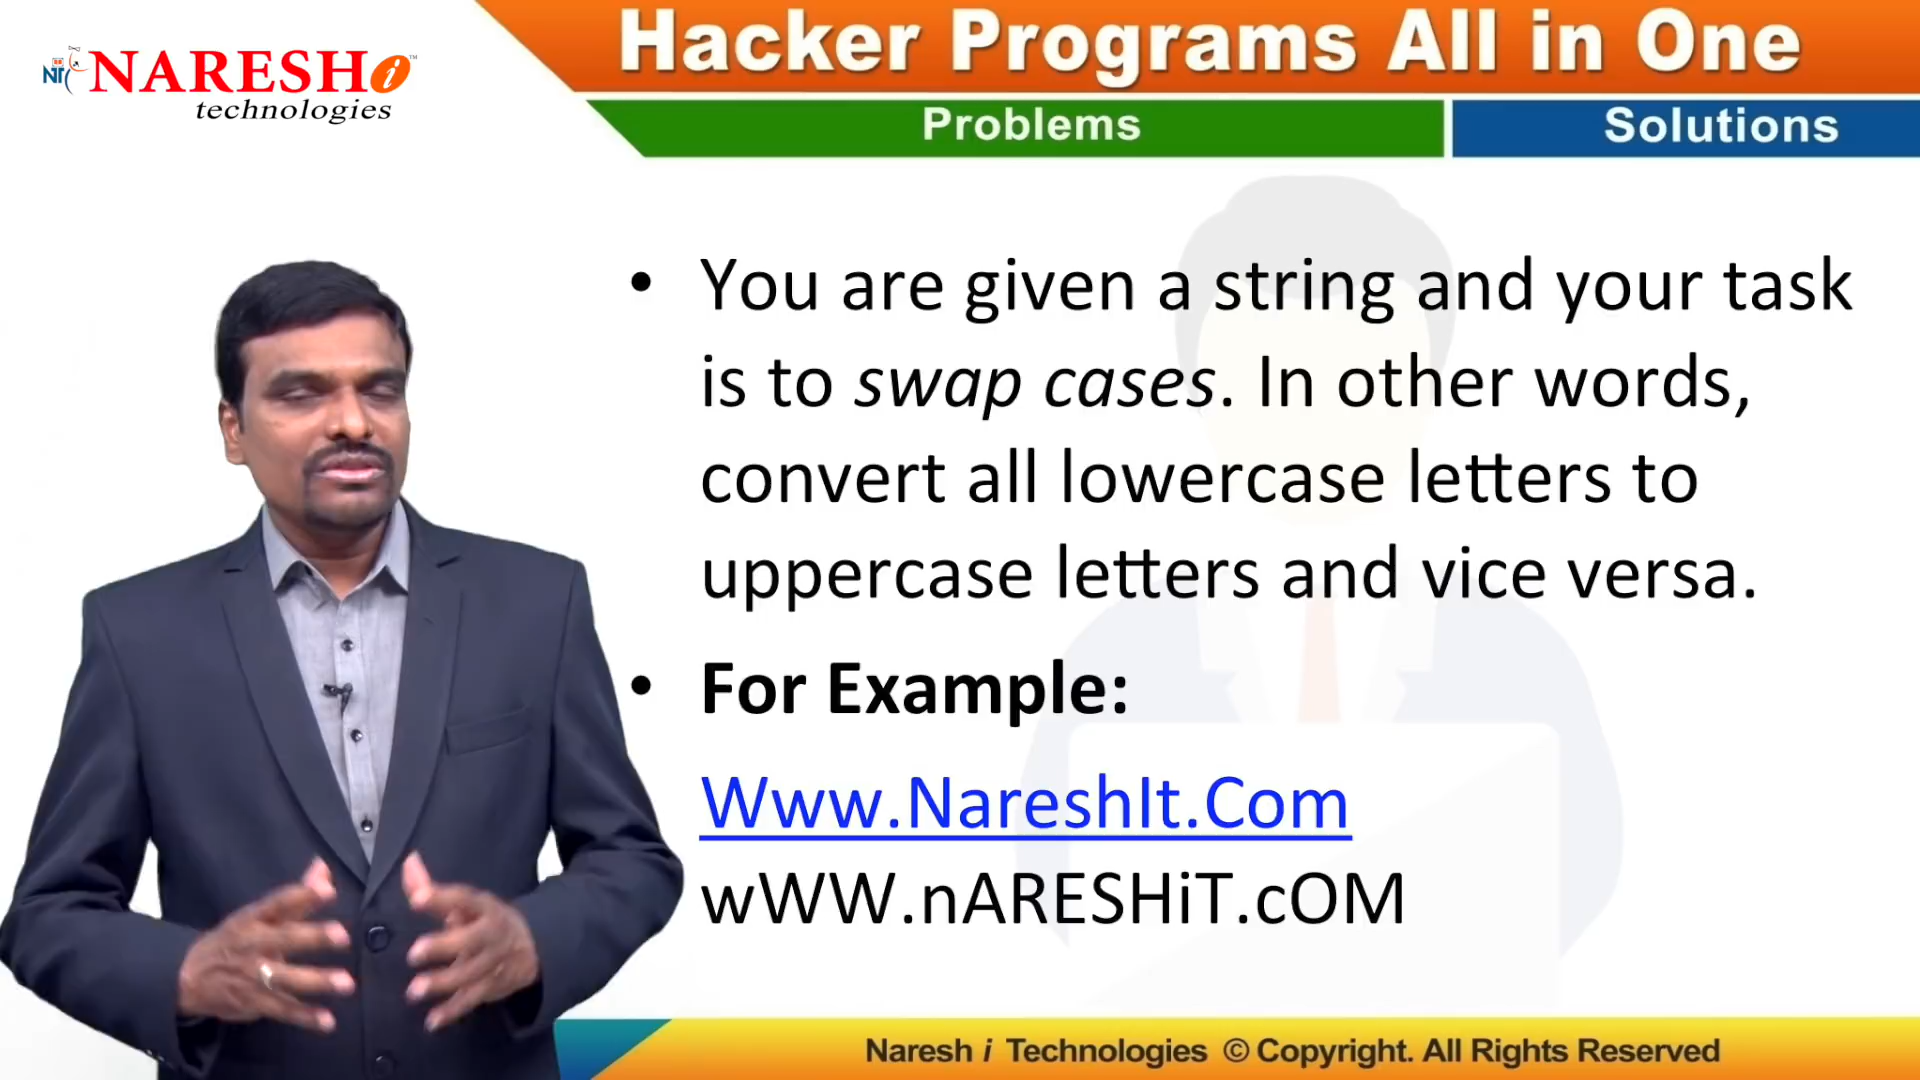 Hacker Programs All in One
NT
NARESHi™
technologies
Problems
Solutions
• You are given a string and your task
is to swap cases. In other words,
convert all lowercase letters to
uppercase letters and vice versa.
• For Example:
Www.NareshIt.Com
wWW.nARESHiT.cOM
Naresh i Technologies © Copyright. All Rights Reserved